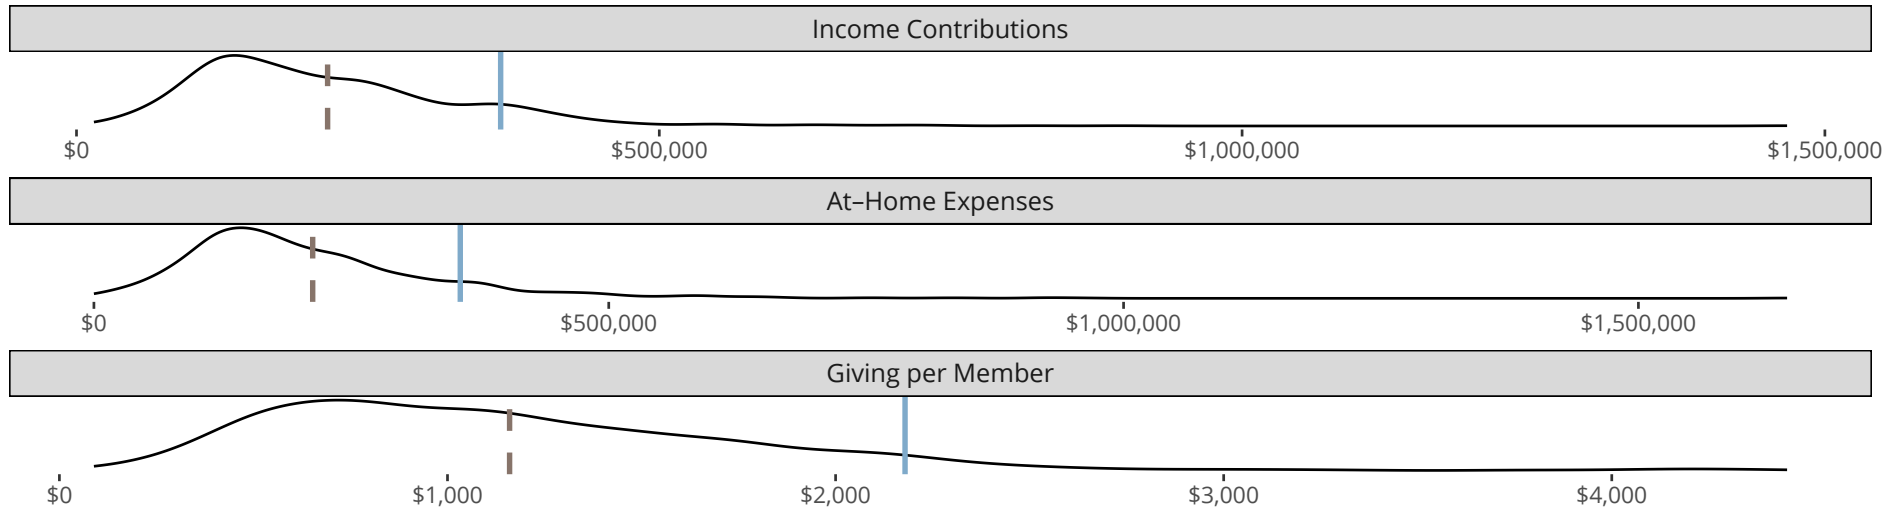 Income Contributions
$0 $500,000 $1,000,000 $1,500,000
At–Home Expenses
$0 $500,000 $1,000,000 $1,500,000
Giving per Member
$0 $1,000 $2,000 $3,000 $4,000